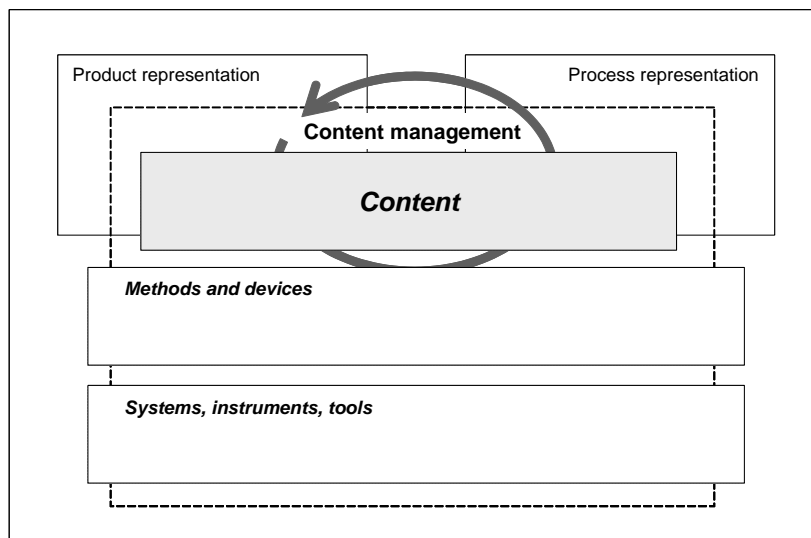 Product representation
Process representation
Content management
Content
Methods and devices
Systems, instruments, tools